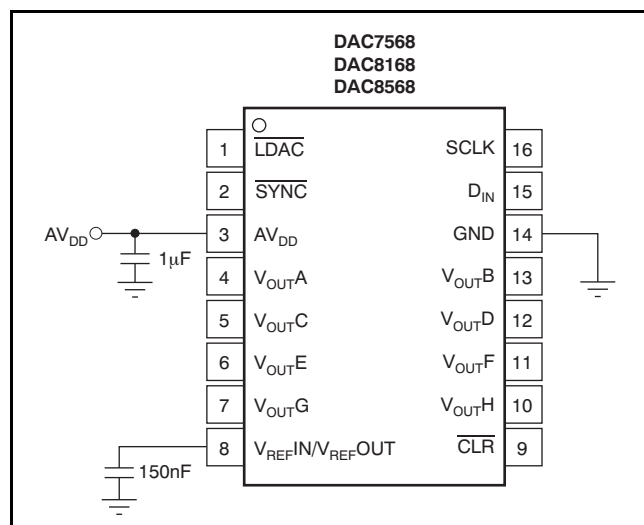 DAC7568
DAC8168
DAC8568
1 LDAC SCLK 16
2 SYNC DIN 15
AVDD 3 AVDD GND 14
1μF
4 VOUTA VOUTB 13
5 VOUTC VOUTD 12
6 VOUTE VOUTF 11
7 VOUTG VOUTH 10
8 VREFIN/VREFOUT CLR 9
150nF